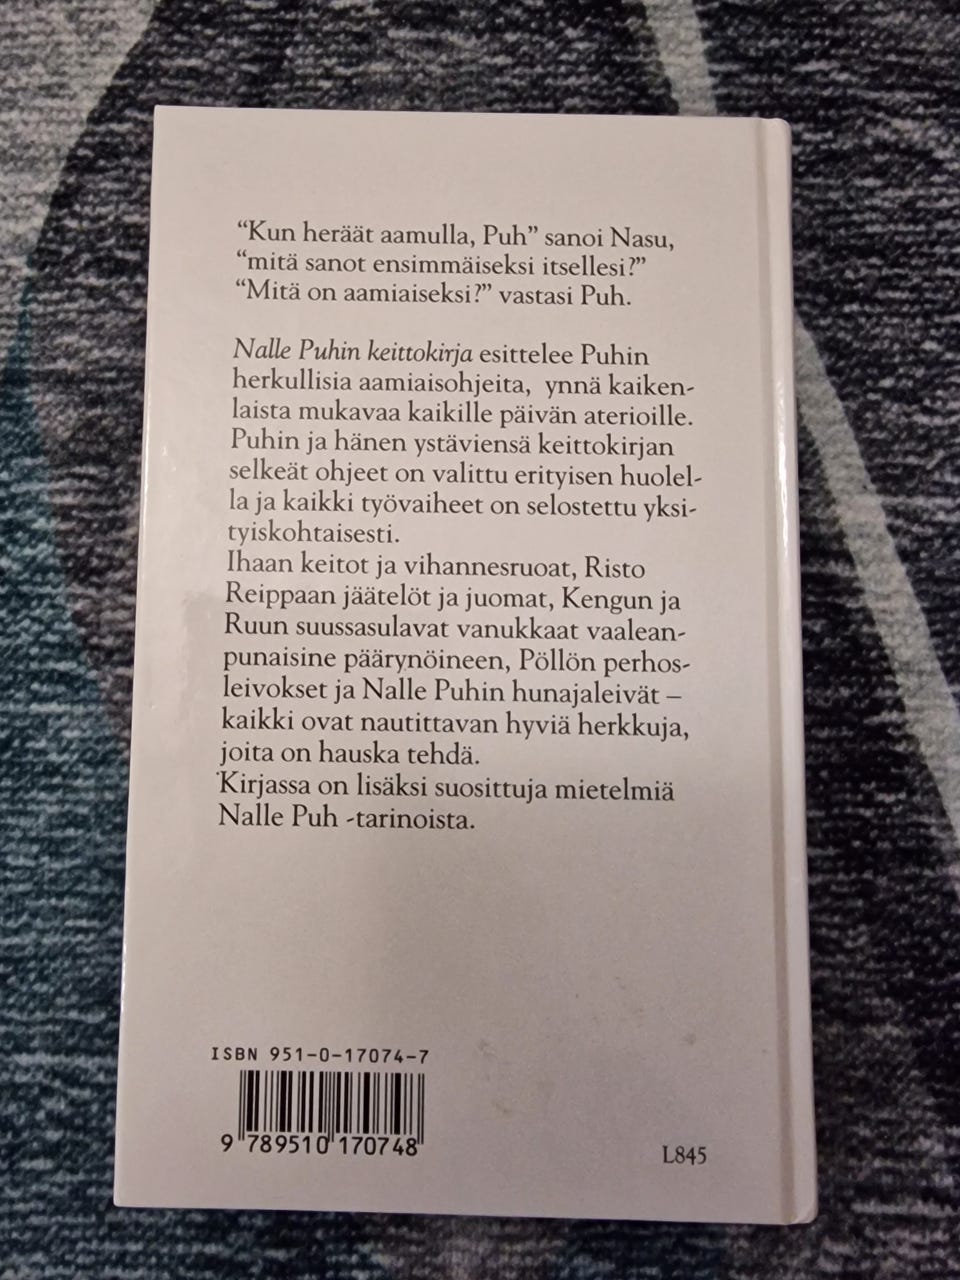 “Kun heräät aamulla, Puh” sanoi Nasu,
“mitä sanot ensimmäiseksi itsellesi?”
“Mitä on aamiaiseksi?” vastasi Puh.
Nalle Puhin keittokirja esittelee Puhin
herkullisia aamiaisohjeita, ynnä kaiken-
laista mukavaa kaikille päivän aterioille.
Puhin ja hänen ystäviensä keittokirjan
selkeät ohjeet on valittu erityisen huolel-
la ja kaikki työvaiheet on selostettu yksi-
tyiskohtaisesti.
Ihaan keitot ja vihannesruoat, Risto
Reippaan jäätelöt ja juomat, Kengun ja
Ruun suussasulavat vanukkaat vaalean-
punaisine päärynöineen, Pöllön perhos-
leivokset ja Nalle Puhin hunajaleivät –
kaikki ovat nautittavan hyviä herkkuja,
joita on hauska tehdä.
Kirjassa on lisäksi suosittuja mietelmiä
Nalle Puh -tarinoista.
ISBN 951-0-17074-7
9 789510 170748
L845